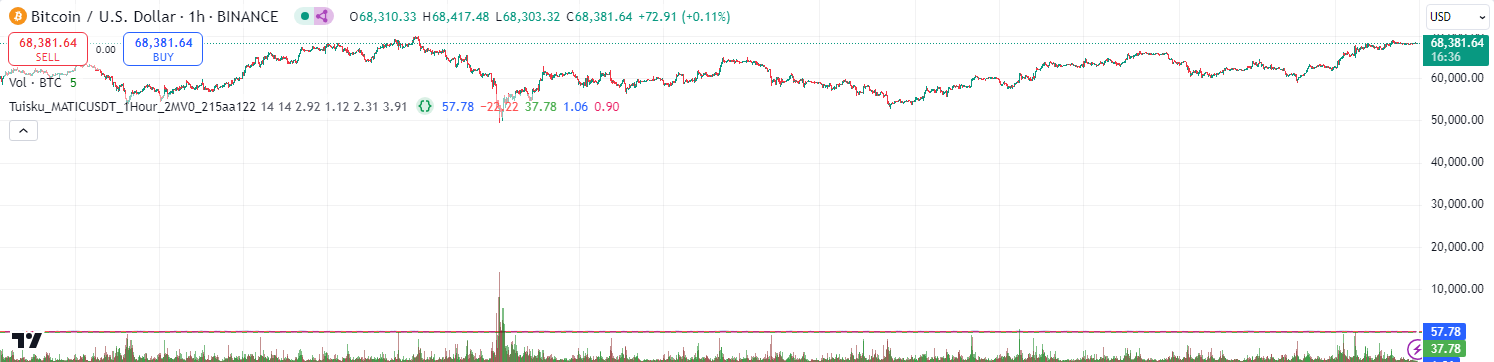 Bitcoin / U.S. Dollar · 1h · BINANCE O68,310.33 H68,417.48 L68,303.32 C68,381.64 +72.91 (+0.11%) USD
68,381.64 SELL 0.00 68,381.64 BUY
68,381.64
16:36
Vol · BTC 5
60,000.00
Tuisku_MATICUSDT_1Hour_2MV0_215aa122 14 14 2.92 1.12 2.31 3.91 {} 57.78 −22.22 37.78 1.06 0.90
50,000.00
40,000.00
30,000.00
20,000.00
10,000.00
57.78
37.78